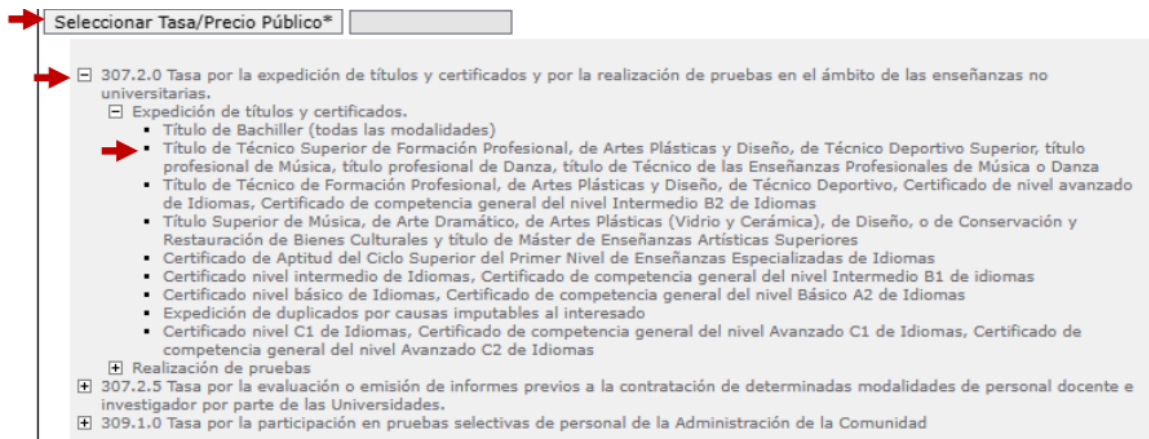 Seleccionar Tasa/Precio Público*
307.2.0 Tasa por la expedición de títulos y certificados y por la realización de pruebas en el ámbito de las enseñanzas no
universitarias.
Expedición de títulos y certificados.
Título de Bachiller (todas las modalidades)
Título de Técnico Superior de Formación Profesional, de Artes Plásticas y Diseño, de Técnico Deportivo Superior, título
profesional de Música, título profesional de Danza, título de Técnico de las Enseñanzas Profesionales de Música o Danza
Título de Técnico de Formación Profesional, de Artes Plásticas y Diseño, de Técnico Deportivo, Certificado de nivel avanzado
de Idiomas, Certificado de competencia general del nivel Intermedio B2 de Idiomas
Título Superior de Música, de Arte Dramático, de Artes Plásticas (Vidrio y Cerámica), de Diseño, o de Conservación y
Restauración de Bienes Culturales y título de Máster de Enseñanzas Artísticas Superiores
Certificado de Aptitud del Ciclo Superior del Primer Nivel de Enseñanzas Especializadas de Idiomas
Certificado nivel intermedio de Idiomas, Certificado de competencia general del nivel Intermedio B1 de idiomas
Certificado nivel básico de Idiomas, Certificado de competencia general del nivel Básico A2 de Idiomas
Expedición de duplicados por causas imputables al interesado
Certificado nivel C1 de Idiomas, Certificado de competencia general del nivel Avanzado C1 de Idiomas, Certificado de
competencia general del nivel Avanzado C2 de Idiomas
Realización de pruebas
307.2.5 Tasa por la evaluación o emisión de informes previos a la contratación de determinadas modalidades de personal docente e
investigador por parte de las Universidades.
309.1.0 Tasa por la participación en pruebas selectivas de personal de la Administración de la Comunidad